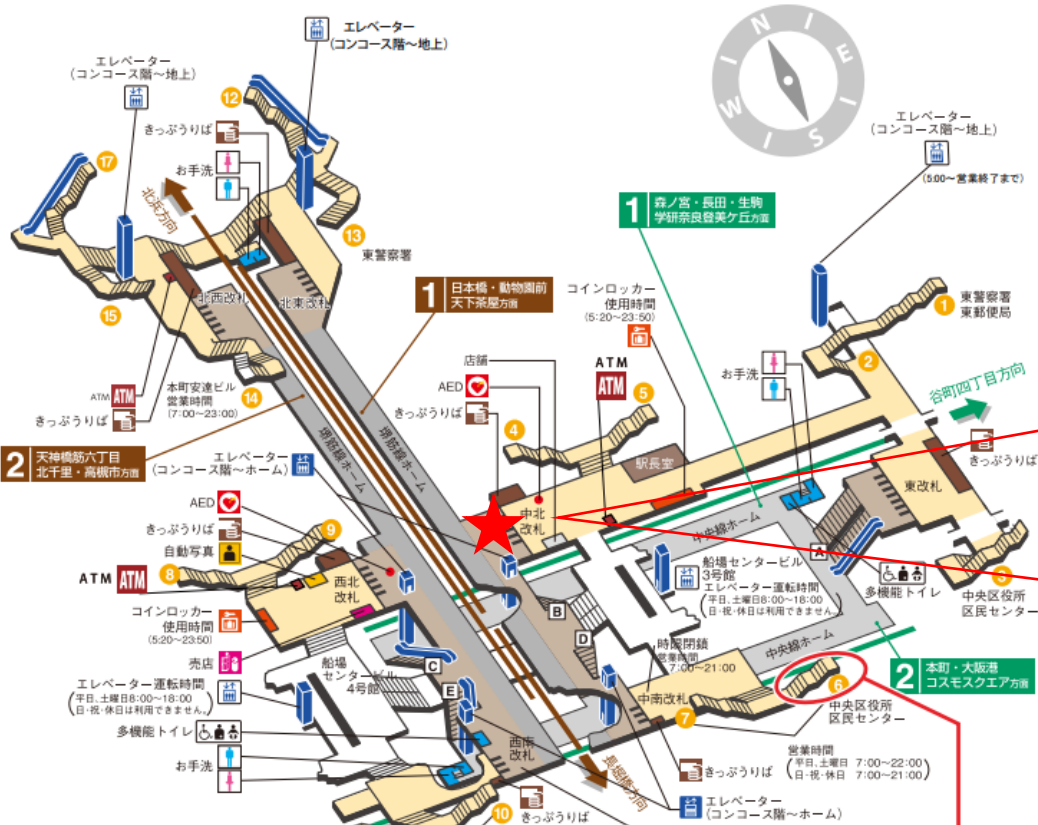 エレベーター
(コンコース階~地上)
エレベーター
(コンコース階~地上)
12
きっぷうりば
お手洗
17
北浜方向
13
東警察署
北西改札
北東改札
15
ATM ATM
きっぷうりば
本町安達ビル
営業時間
(7:00~23:00)
14
N
E
S
W
エレベーター
(コンコース階~地上)
(5:00~営業終了まで)
1 森ノ宮・長田・生駒
学研奈良登美ケ丘方面
1 日本橋・動物園前
天下茶屋方面
コインロッカー
使用時間
(5:20~23:50)
1
東警察署
東郵便局
2
店舗
ATM
ATM
AED
きっぷうりば
お手洗
谷町四丁目方向
5
4
駅長室
きっぷうりば
東改札
2 天神橋筋六丁目
北千里・高槻市方面
堺筋線ホーム
堺筋線ホーム
エレベーター
(コンコース階~ホーム)
中北
改札
中央線ホーム
A
AED
きっぷうりば
自動写真
ATM ATM
9
8
西北
改札
船場センタービル
3号館
エレベーター運転時間
(平日、土曜日8:00~18:00
日・祝・休日は利用できません。)
多機能トイレ
3
中央区役所
区民センター
コインロッカー
使用時間
(5:20~23:50)
売店
B
D
C
E
時限閉鎖
営業時間
7:00~21:00
中央線ホーム
2 本町・大阪港
コスモスクエア方面
船場
センタービル
4号館
エレベーター運転時間
(平日、土曜日8:00~18:00
日・祝・休日は利用できません。)
中南改札
6
中央区役所
区民センター
7
多機能トイレ
お手洗
西南
改札
長堀橋方向
きっぷうりば
営業時間
(平日、土曜日 7:00~22:00
日・祝・休日 7:00~21:00)
エレベーター
(コンコース階~ホーム)
10
きっぷうりば